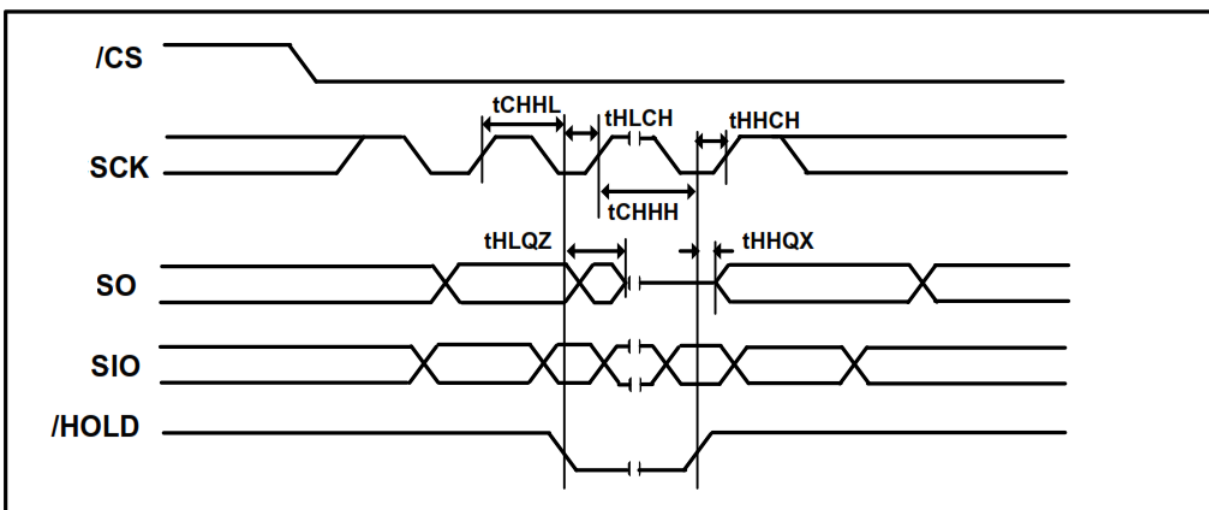 /CS
tCHHL
tHLCH
tHHCH
SCK
tCHHH
tHLQZ
tHHQX
SO
SIO
/HOLD